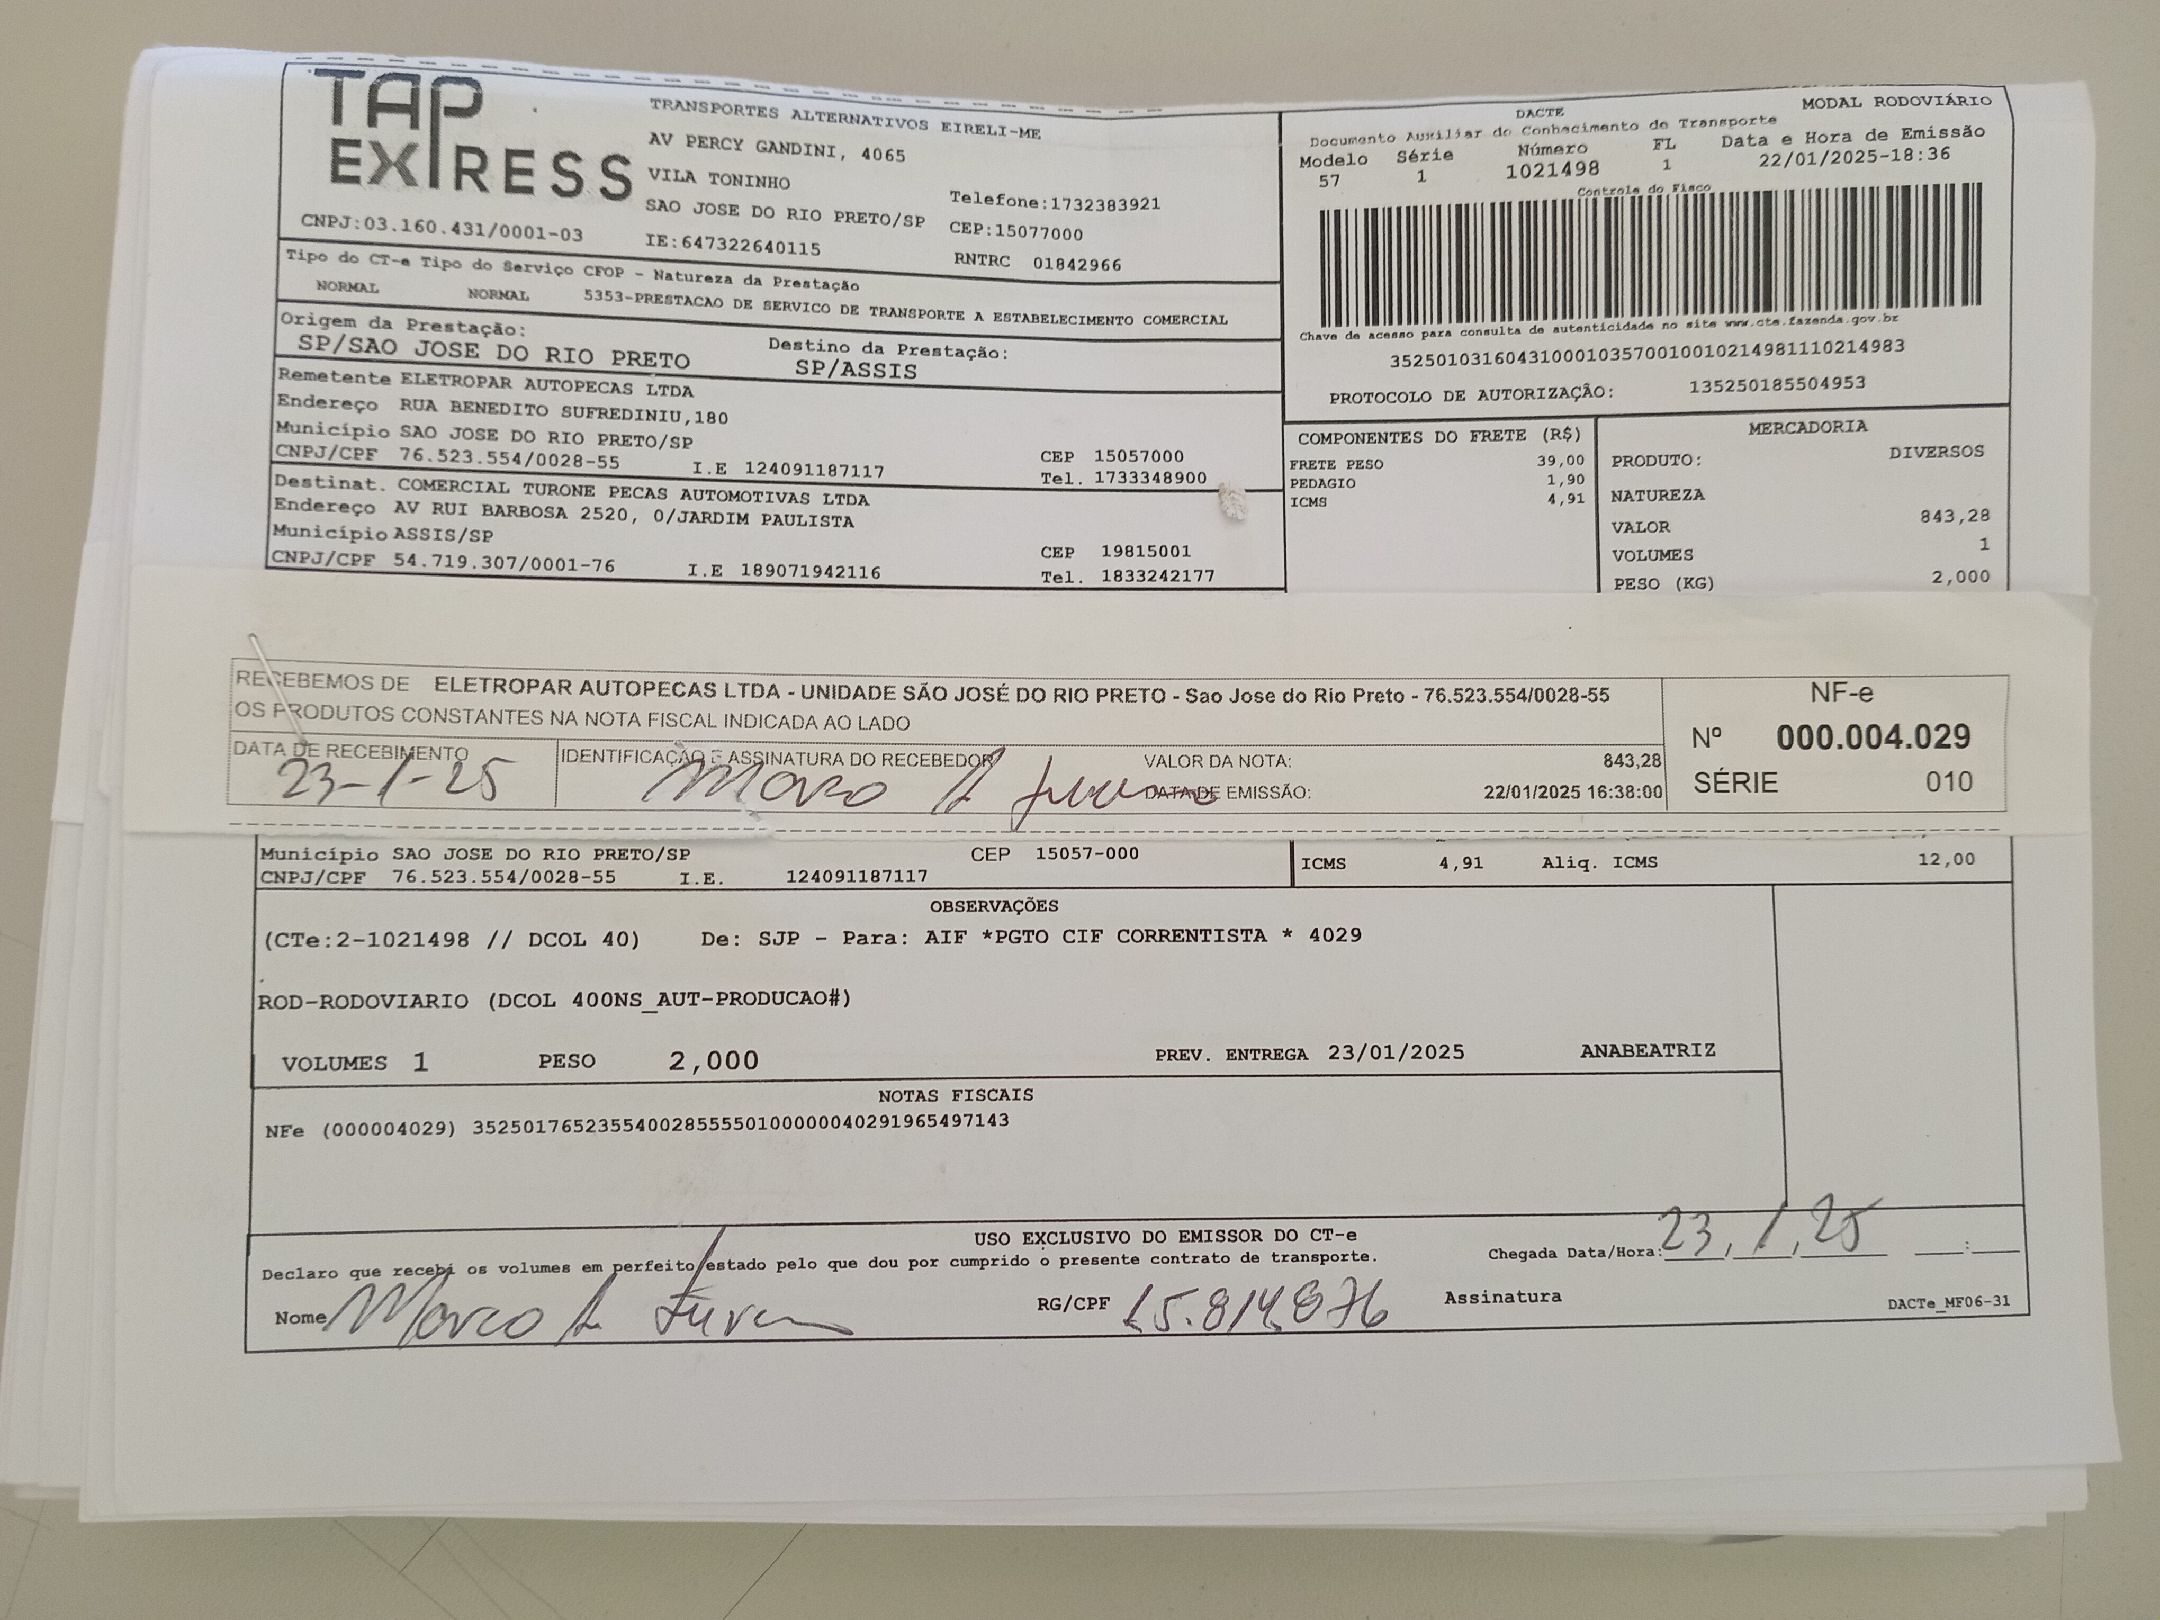 TAP
EXPRESS
TRANSPORTES ALTERNATIVOS EIRELI-ME
AV PERCY GANDINI, 4065
VILA TONINHO
SAO JOSE DO RIO PRETO/SP
Telefone:1732383921
CEP:15077000
CNPJ:03.160.431/0001-03
IE:647322640115
RNTRC 01842966
DACTE
MODAL RODOVIÁRIO
Documento Auxiliar do Conhecimento de Transporte
Modelo Série Número FL Data e Hora de Emissão
57 1 1021498 1 22/01/2025-18:36
Controle do Fisco
Chave de acesso para consulta de autenticidade no site www.cte.fazenda.gov.br
35250103160431000103570010010214981110214983
PROTOCOLO DE AUTORIZAÇÃO: 135250185504953
Tipo do CT-e Tipo do Serviço CFOP - Natureza da Prestação
NORMAL NORMAL 5353-PRESTACAO DE SERVICO DE TRANSPORTE A ESTABELECIMENTO COMERCIAL
Origem da Prestação: Destino da Prestação:
SP/SAO JOSE DO RIO PRETO SP/ASSIS
Remetente ELETROPAR AUTOPECAS LTDA
Endereço RUA BENEDITO SUFREDINIU,180
Município SAO JOSE DO RIO PRETO/SP CEP 15057000
CNPJ/CPF 76.523.554/0028-55 I.E 124091187117 Tel. 1733348900
Destinat. COMERCIAL TURONE PECAS AUTOMOTIVAS LTDA
Endereço AV RUI BARBOSA 2520, 0/JARDIM PAULISTA
Município ASSIS/SP CEP 19815001
CNPJ/CPF 54.719.307/0001-76 I.E 189071942116 Tel. 1833242177
COMPONENTES DO FRETE (R$)
FRETE PESO 39,00
PEDAGIO 1,90
ICMS 4,91
MERCADORIA
PRODUTO: DIVERSOS
NATUREZA
VALOR 843,28
VOLUMES 1
PESO (KG) 2,000
RECEBEMOS DE ELETROPAR AUTOPECAS LTDA - UNIDADE SÃO JOSÉ DO RIO PRETO - Sao Jose do Rio Preto - 76.523.554/0028-55
OS PRODUTOS CONSTANTES NA NOTA FISCAL INDICADA AO LADO
DATA DE RECEBIMENTO IDENTIFICAÇÃO E ASSINATURA DO RECEBEDOR VALOR DA NOTA: 843,28
23-1-25 DATA DE EMISSÃO: 22/01/2025 16:38:00
NF-e
Nº 000.004.029
SÉRIE 010
Município SAO JOSE DO RIO PRETO/SP CEP 15057-000
CNPJ/CPF 76.523.554/0028-55 I.E. 124091187117
ICMS 4,91 Aliq. ICMS 12,00
OBSERVAÇÕES
(CTe:2-1021498 // DCOL 40) De: SJP - Para: AIF *PGTO CIF CORRENTISTA * 4029
ROD-RODOVIARIO (DCOL 400NS_AUT-PRODUCAO#)
VOLUMES 1 PESO 2,000 PREV. ENTREGA 23/01/2025 ANABEATRIZ
NOTAS FISCAIS
NFe (000004029) 35250176523554002855550100000040291965497143
USO EXCLUSIVO DO EMISSOR DO CT-e
Declaro que recebi os volumes em perfeito estado pelo que dou por cumprido o presente contrato de transporte.
Chegada Data/Hora: 23, 1, 25 :
Nome Marco A RG/CPF Assinatura
DACTe_MF06-31